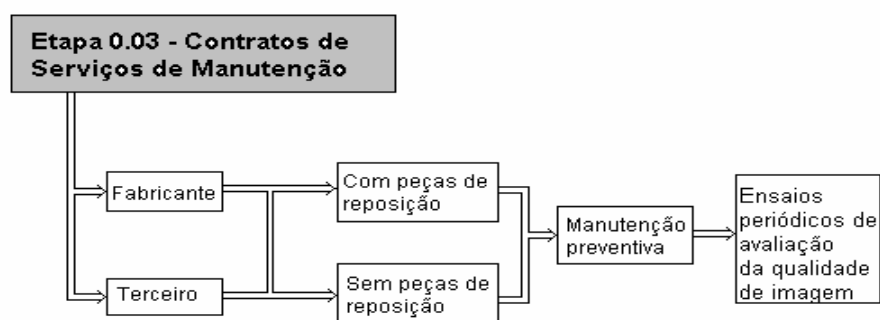 Etapa 0.03 - Contratos de
Serviços de Manutenção
Fabricante
Com peças de
reposição
Manutenção
preventiva
Ensaios
periódicos de
avaliação
da qualidade
de imagem
Terceiro
Sem peças de
reposição